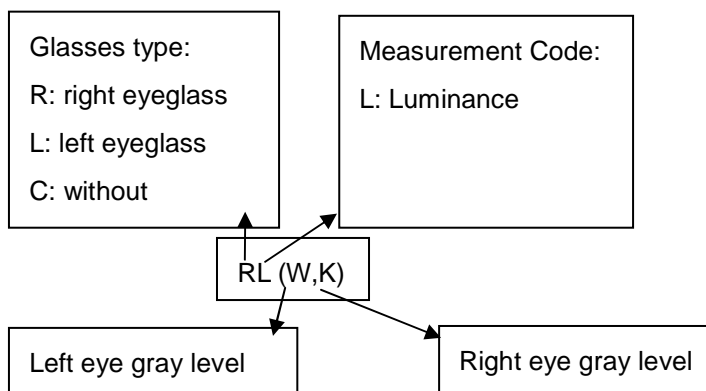 Glasses type:
R: right eyeglass
L: left eyeglass
C: without
Measurement Code:
L: Luminance
RL (W,K)
Left eye gray level
Right eye gray level